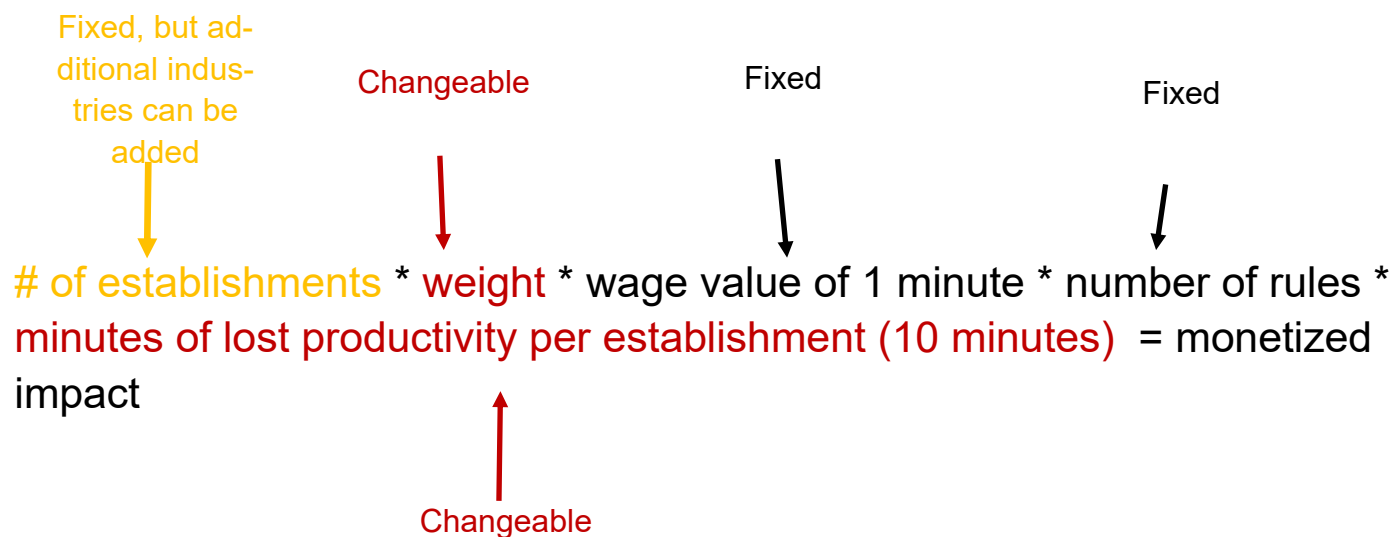 Fixed, but ad-
ditional indus-
tries can be
added
Changeable
Fixed
Fixed
# of establishments * weight * wage value of 1 minute * number of rules *
minutes of lost productivity per establishment (10 minutes) = monetized
impact
Changeable